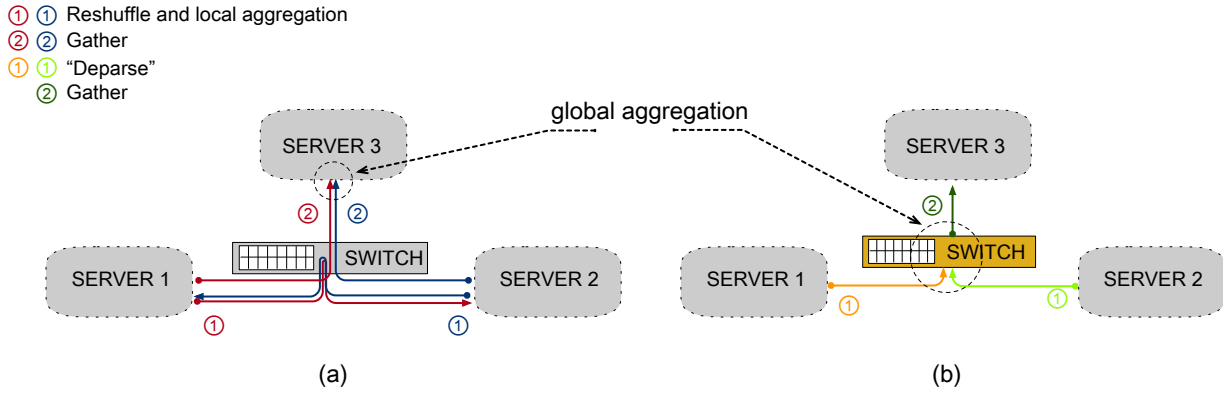 ① ① Reshuffle and local aggregation
② ② Gather
① ① “Deparse”
② Gather
global aggregation
SERVER 3
SERVER 3
② ②
②
SWITCH
SWITCH
SERVER 1
SERVER 2
SERVER 1
SERVER 2
① ①
① ①
(a)
(b)